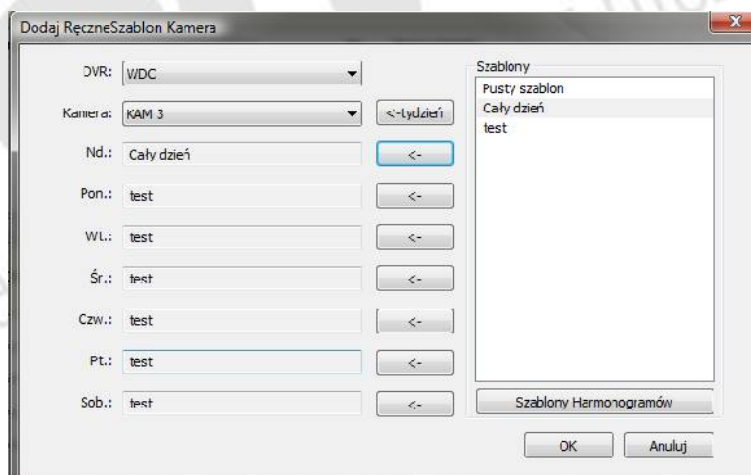 Dodaj RęczneSzablon Kamera
DVR: WDC
Kamera: KAM 3 <-tydzień
Nd.: Cały dzień <-
Pon.: test <-
Wt.: test <-
Śr.: test <-
Czw.: test <-
Pt.: test <-
Sob.: test <-
Szablony
Pusty szablon
Cały dzień
test
Szablony Harmonogramów
OK Anuluj